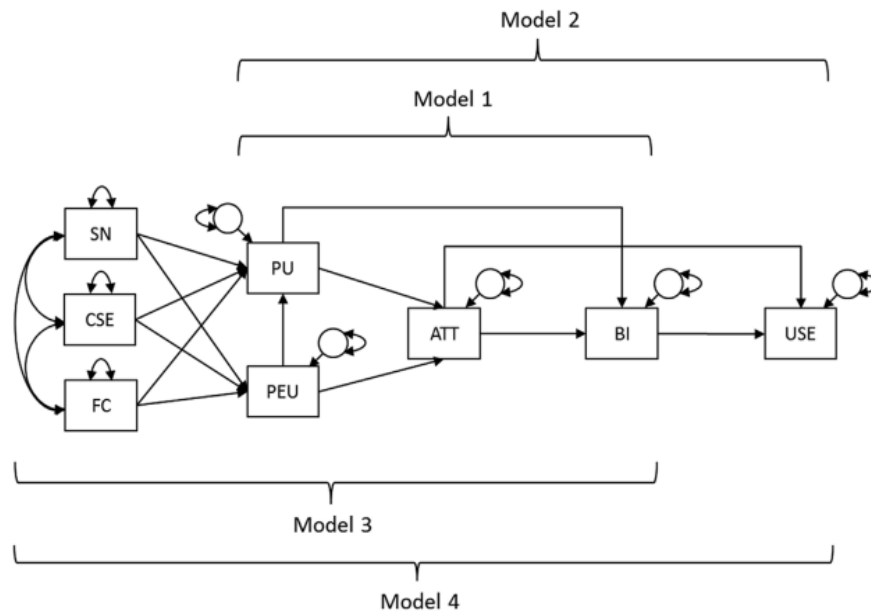 Model 2
Model 1
SN
PU
CSE
ATT
BI
USE
PEU
FC
Model 3
Model 4